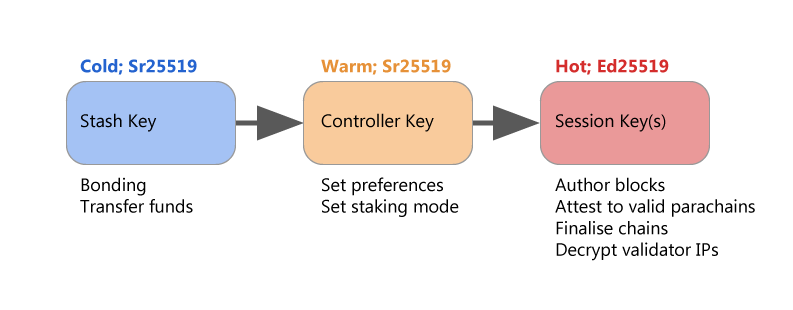 Cold; Sr25519
Warm; Sr25519
Hot; Ed25519
Stash Key
Controller Key
Session Key(s)
Bonding
Transfer funds
Set preferences
Set staking mode
Author blocks
Attest to valid parachains
Finalise chains
Decrypt validator IPs